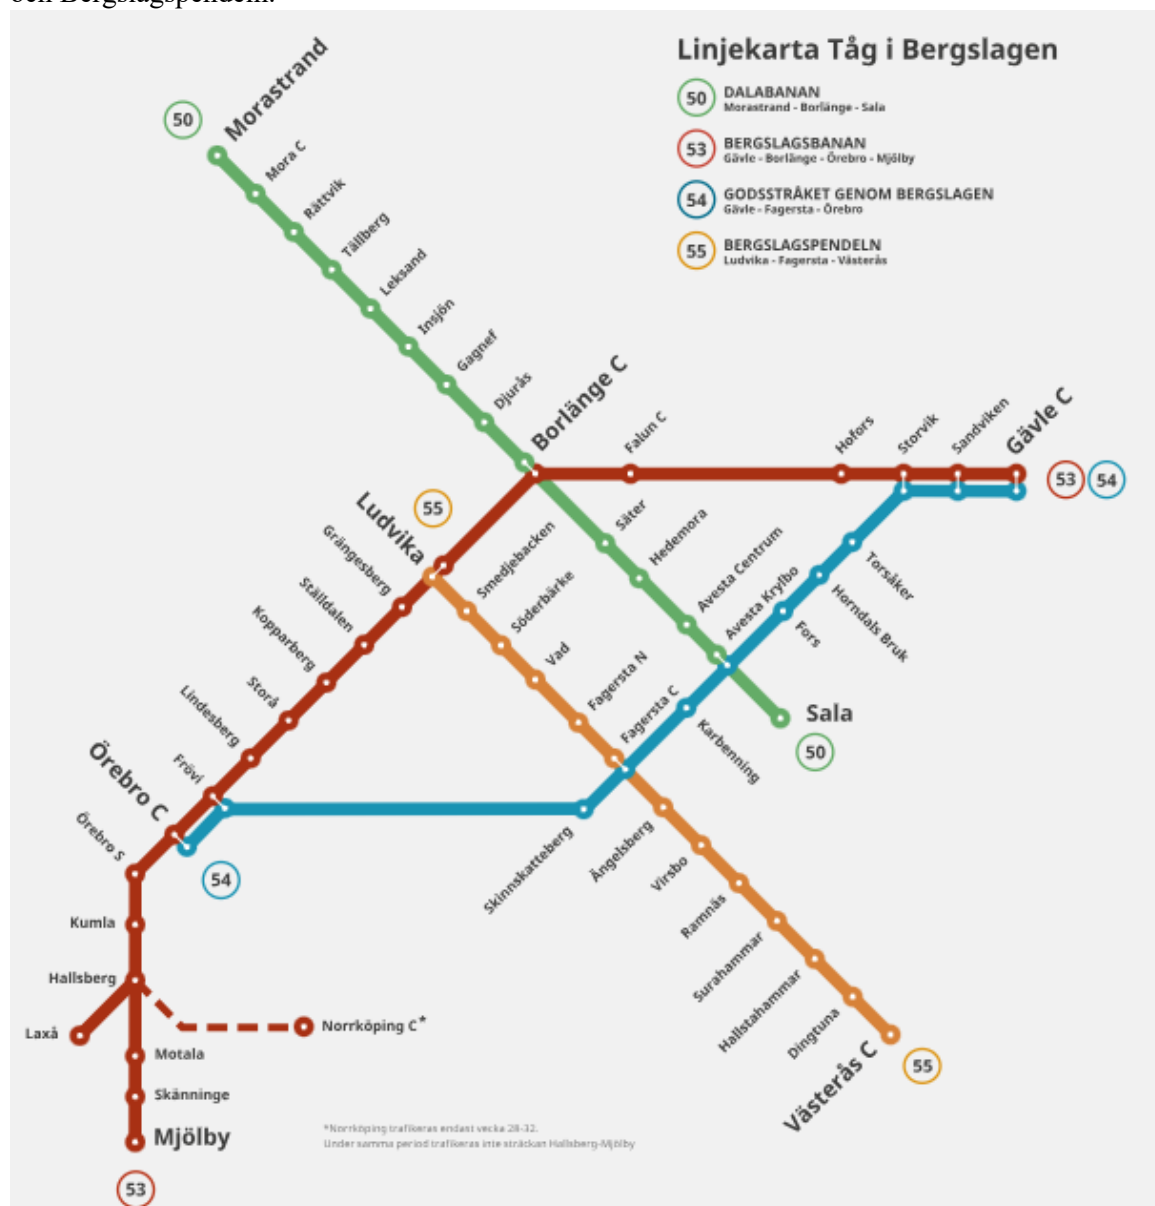 och Bergslagspendeln.
Linjekarta Tåg i Bergslagen
50 DALABANAN
Morastrand - Borlänge - Sala
53 BERGSLAGSBANAN
Gävle - Borlänge - Örebro - Mjölby
54 GODSSTRÅKET GENOM BERGSLAGEN
Gävle - Fagersta - Örebro
55 BERGSLAGSPENDELN
Ludvika - Fagersta - Västerås
50
Morastrand
Mora C
Rättvik
Tällberg
Leksand
Insjön
Gagnef
Djurås
Borlänge C
Falun C
Hofors
Storvik
Sandviken
Gävle C
53
54
55
Ludvika
Säter
Hedemora
Avesta Centrum
Avesta Krylbo
Sala
50
Smedjebacken
Söderbärke
Vad
Fagersta N
Fagersta C
Torsåker
Horndals Bruk
Fors
Karbenning
Grängesberg
Ställdalen
Kopparberg
Storå
Lindesberg
Frövi
Örebro C
Örebro S
54
Skinnskatteberg
Ängelsberg
Virsbo
Ramnäs
Surahammar
Hallstahammar
Dingtuna
Västerås C
55
Kumla
Hallsberg
Laxå
Norrköping C*
Motala
Skänninge
Mjölby
53
*Norrköping trafikeras endast vecka 28-32.
Under samma period trafikeras inte sträckan Hallsberg-Mjölby